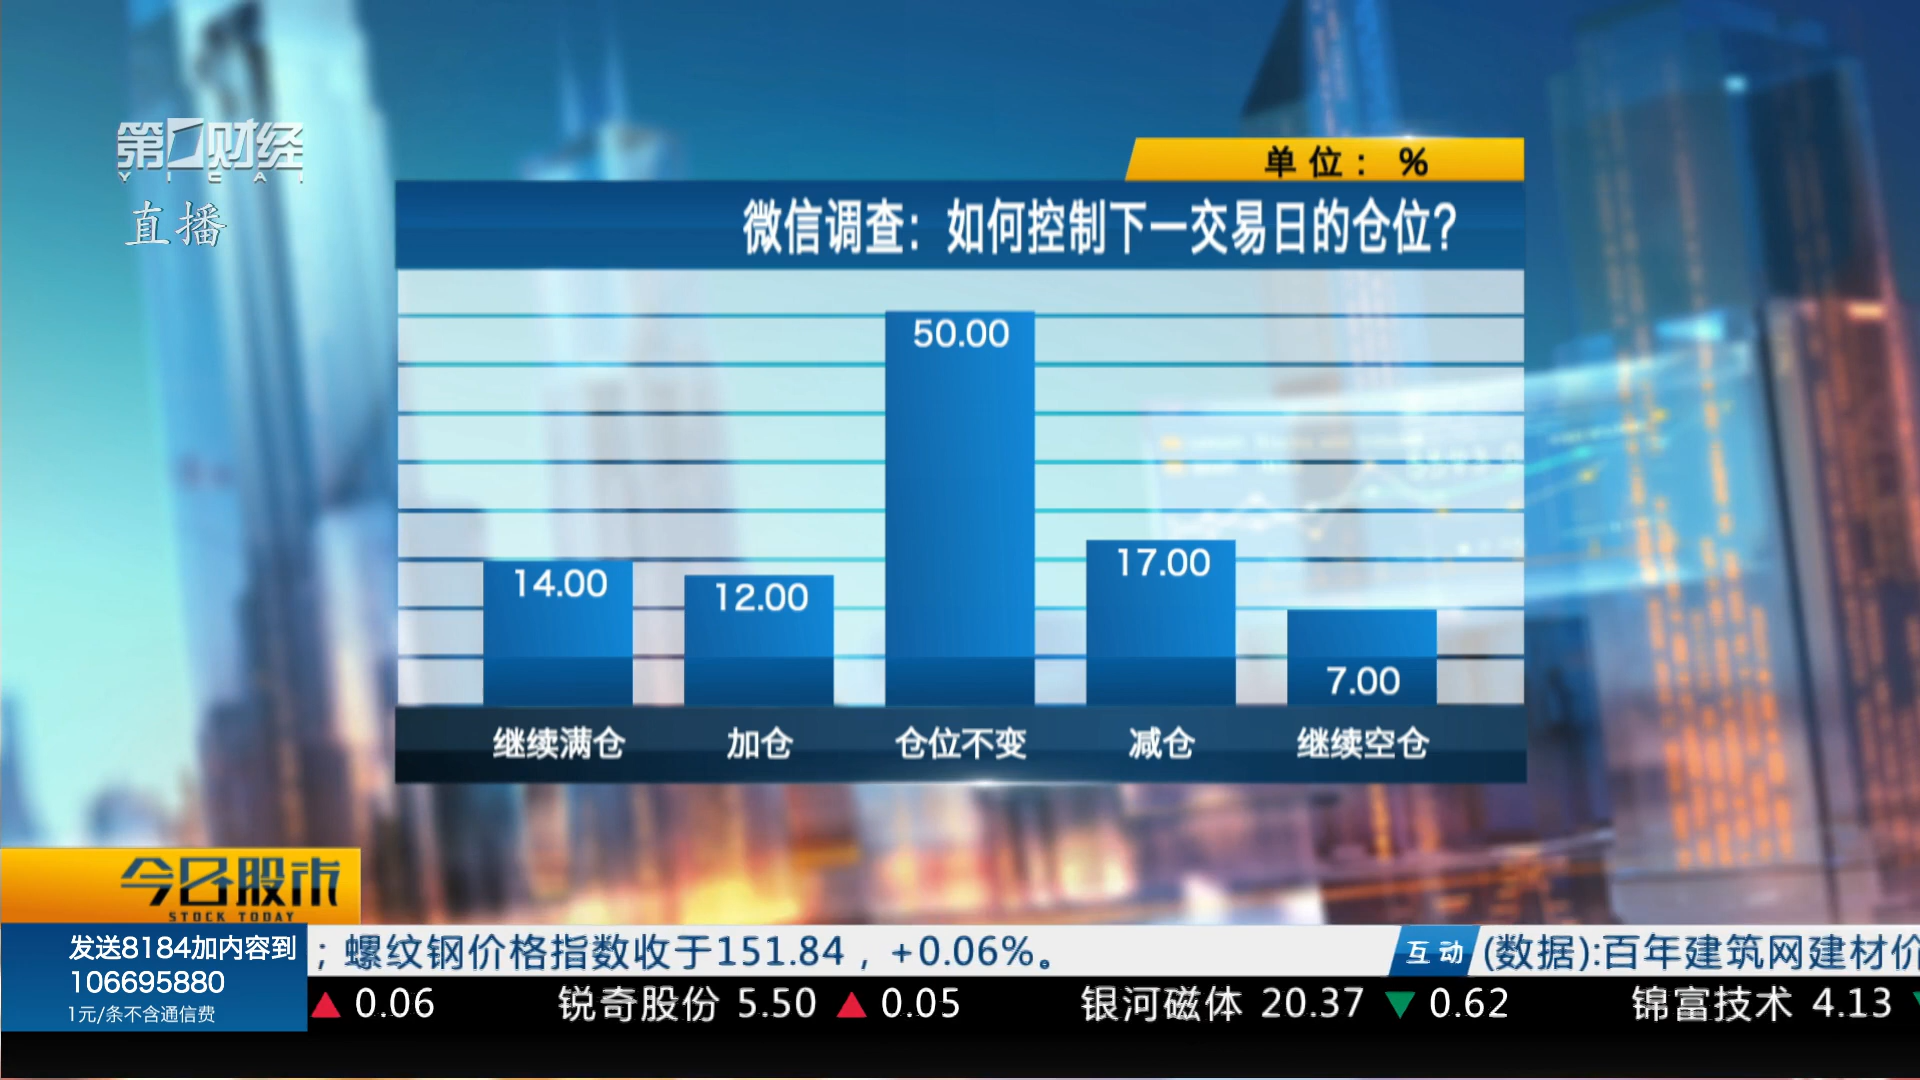 第一财经
YICAI
直播
单位：%
微信调查：如何控制下一交易日的仓位？
50.00
17.00
14.00
12.00
7.00
继续满仓 加仓 仓位不变 减仓 继续空仓
今日股市
STOCK TODAY
发送8184加内容到
106695880
1元/条不含通信费
；螺纹钢价格指数收于151.84，+0.06%。
互动 (数据):百年建筑网建材价
▲ 0.06 锐奇股份 5.50 ▲ 0.05 银河磁体 20.37 ▼ 0.62 锦富技术 4.13